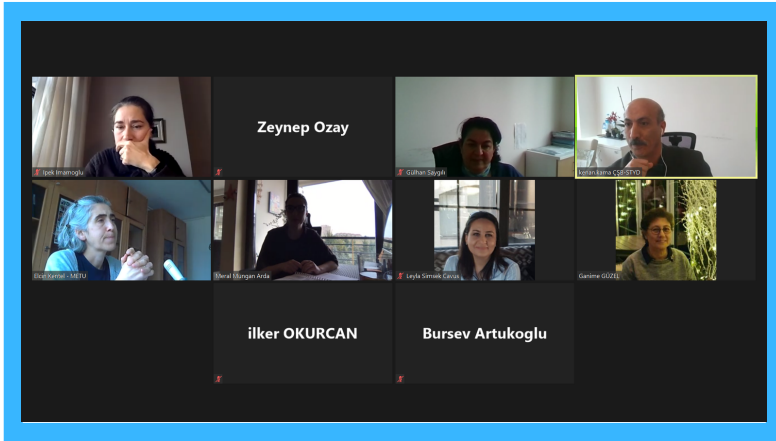 Ipek Imamoglu
Zeynep Ozay
Gülhan Saygılı
kerfan.kama ÇŞB-STYD
Elcin Kentel - METU
Meral Mungan Arda
Leyla Simsek Cavus
Ganime GÜZEL
ilker OKURCAN
Bursev Artukoglu